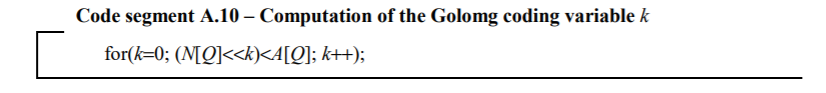 Code segment A.10 – Computation of the Golomg coding variable k
for(k=0; (N[Q]<<k)<A[Q]; k++);